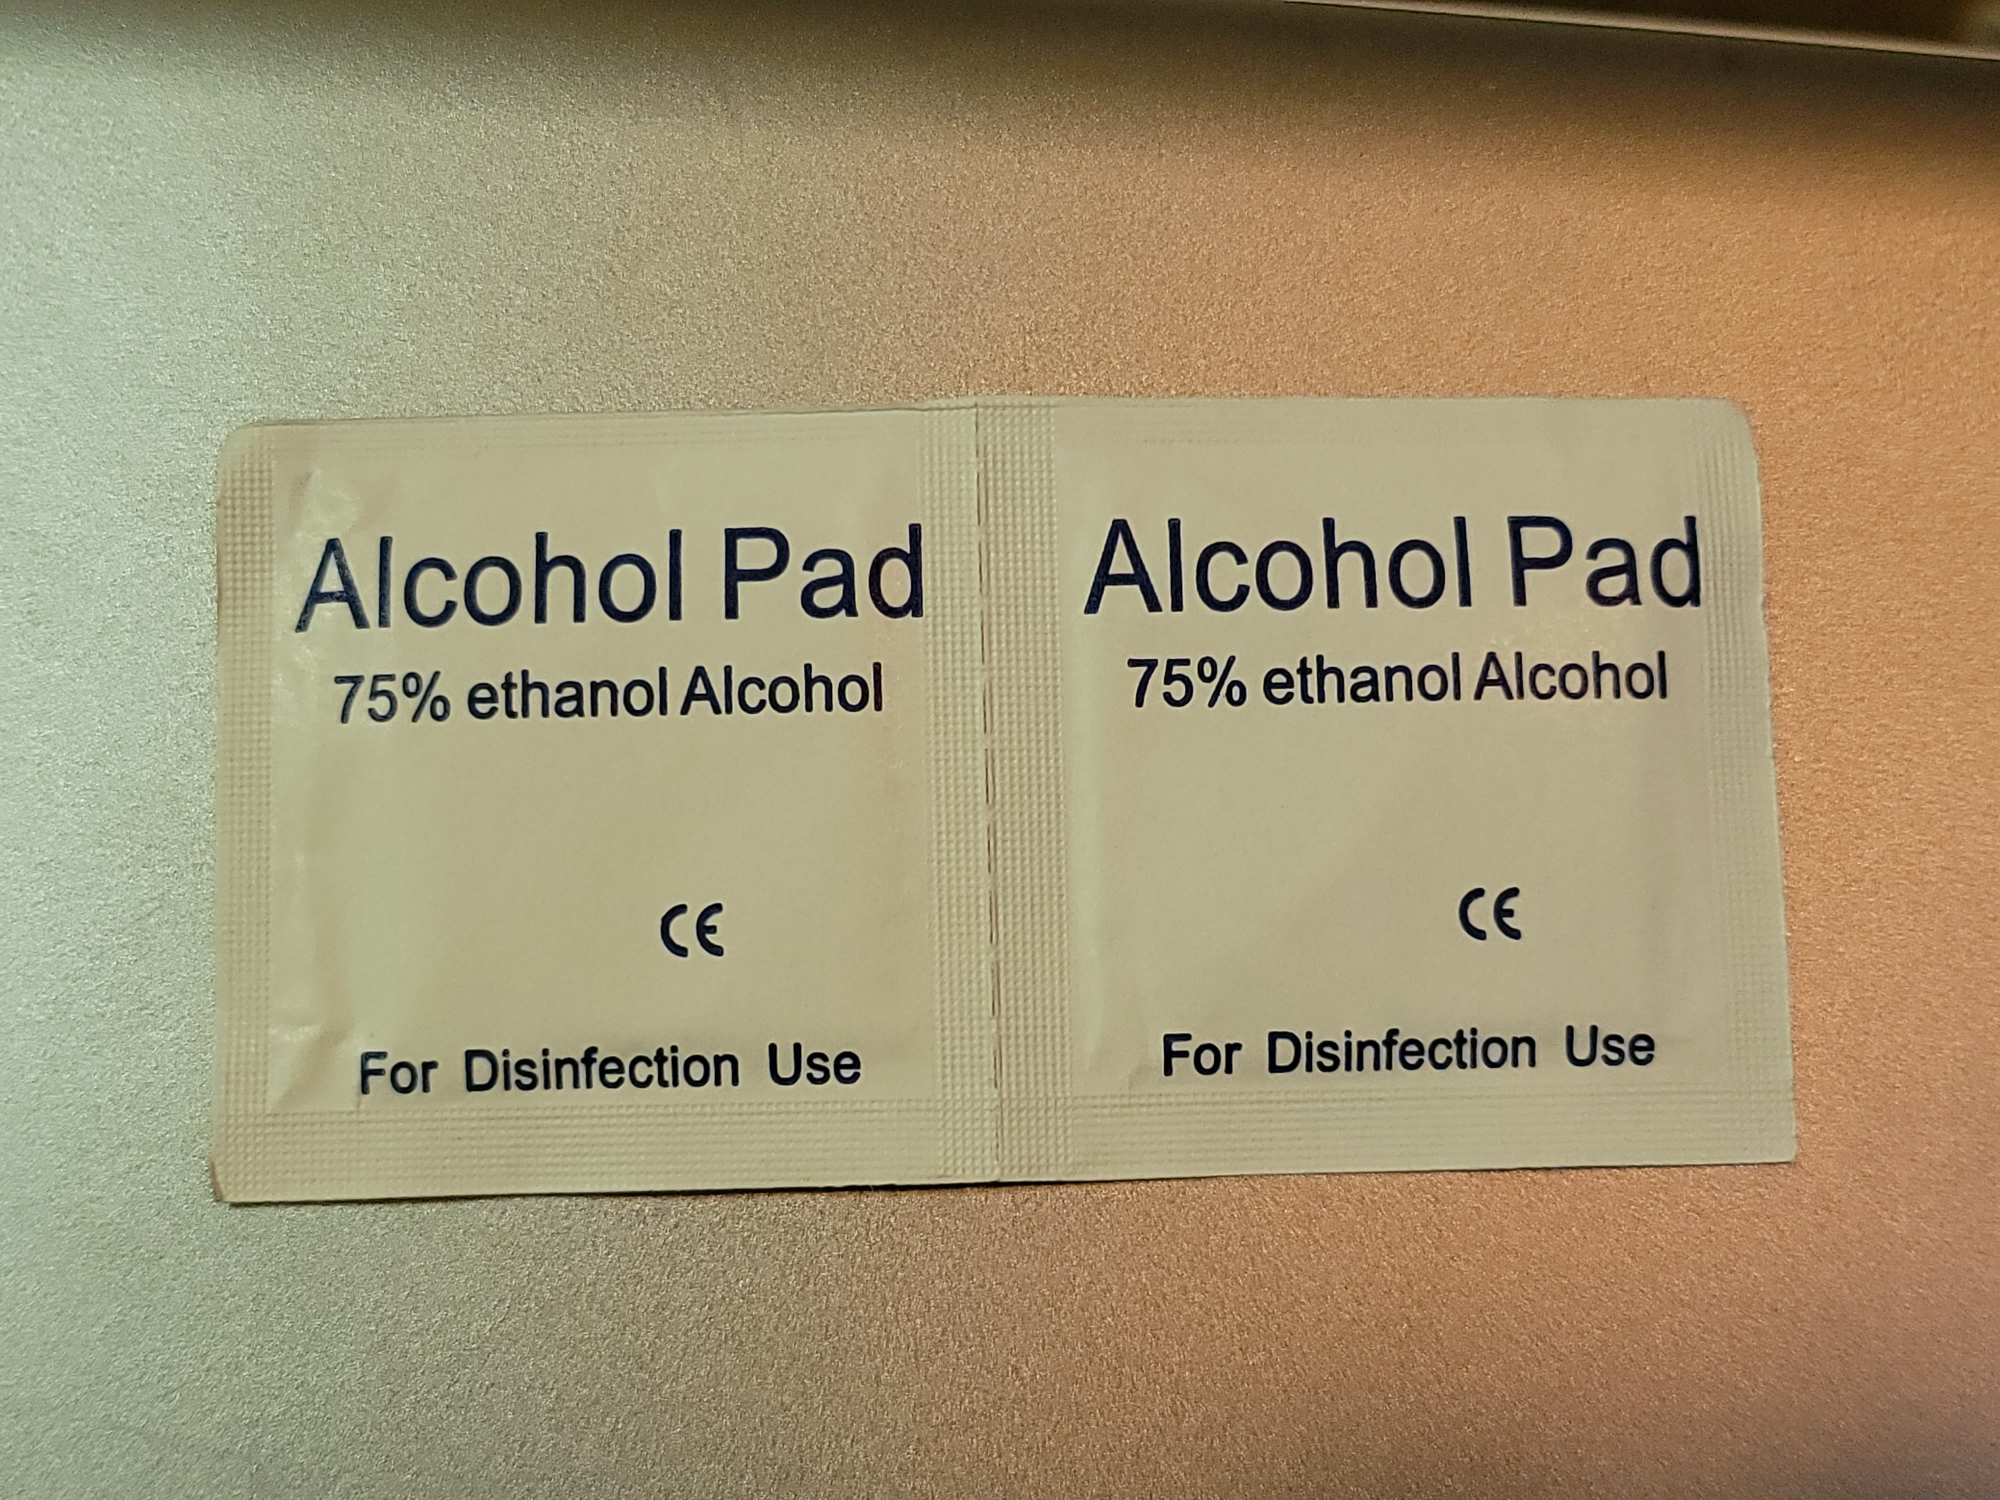 Alcohol Pad
75% ethanol Alcohol
CE
For Disinfection Use
Alcohol Pad
75% ethanol Alcohol
CE
For Disinfection Use